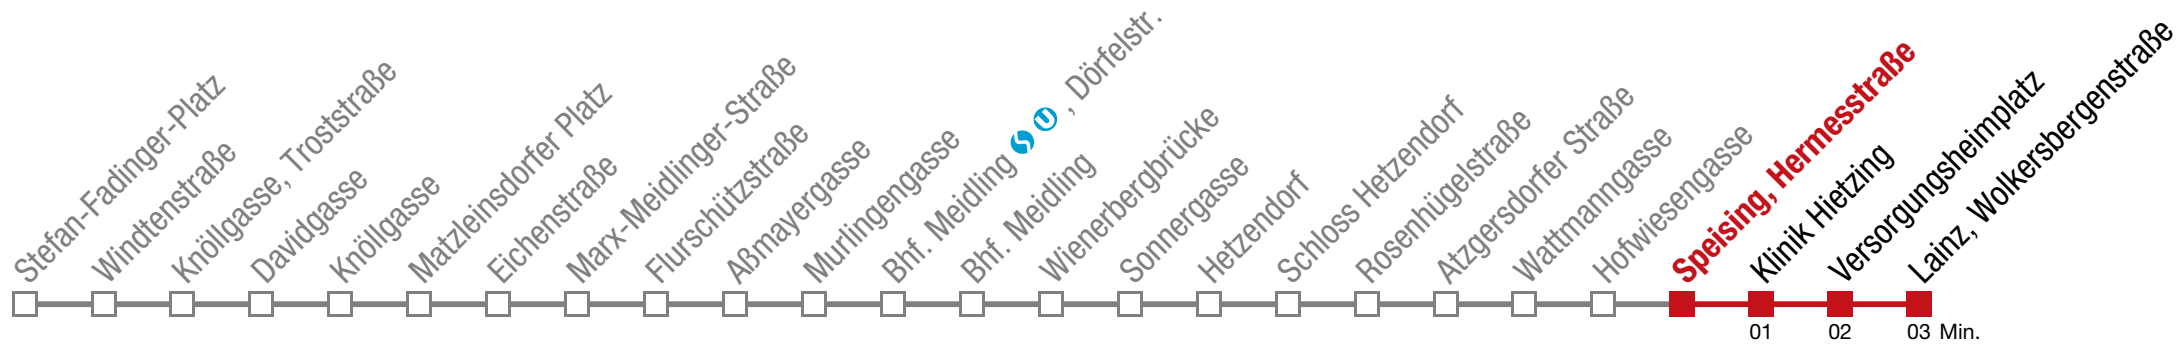 Stefan-Fadinger-Platz
Windtenstraße
Knöllgasse, Troststraße
Davidgasse
Knöllgasse
Matzleinsdorfer Platz
Eichenstraße
Marx-Meidlinger-Straße
Flurschützstraße
Aßmayergasse
Murlingengasse
Bhf. Meidling S U , Dörfelstr.
Bhf. Meidling
Wienerbergbrücke
Sonnergasse
Hetzendorf
Schloss Hetzendorf
Rosenhügelstraße
Atzgersdorfer Straße
Wattmanngasse
Hofwiesengasse
Speising, Hermesstraße
Klinik Hietzing
Versorgungsheimplatz
Lainz, Wolkersbergenstraße
01 02 03 Min.